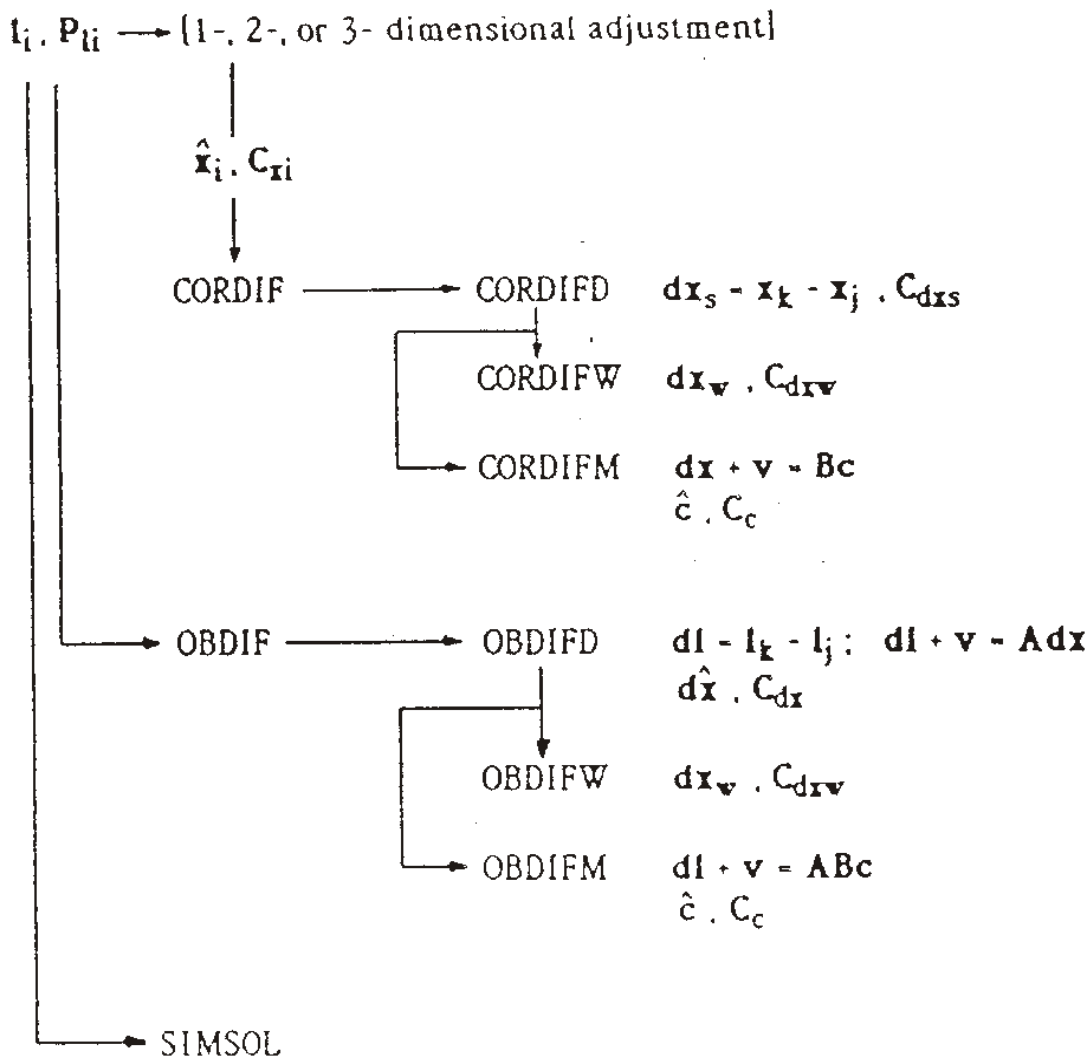 l_i , P_li → [1-, 2-, or 3- dimensional adjustment]
x̂_i , C_xi
CORDIF → CORDIFD dx_s = x_k - x_j , C_dxs
CORDIFW dx_w , C_dxw
CORDIFM dx + v = Bc
ĉ , C_c
OBDIF → OBDIFD dl = l_k - l_j ; dl + v = Adx
dx̂ , C_dx
OBDIFW dx_w , C_dxw
OBDIFM dl + v = ABc
ĉ , C_c
SIMSOL